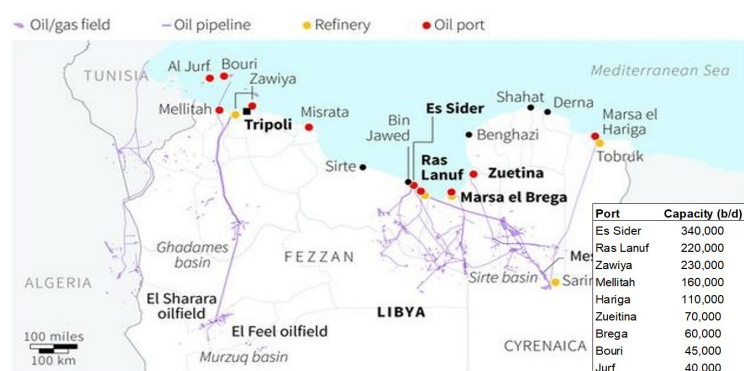 Oil/gas field
Oil pipeline
Refinery
Oil port
Al Jurf
Bouri
TUNISIA
Zawiya
Mediterranean Sea
Mellitah
Tripoli
Misrata
Bin
Jawed
Es Sider
Shahat
Derna
Marsa el
Hariga
Benghazi
Tobruk
Sirte
Ras
Lanuf
Zuetina
Marsa el Brega
Ghadames
basin
FEZZAN
Sirte basin
ALGERIA
El Sharara
oilfield
El Feel oilfield
LIBYA
Murzuq basin
CYRENAICA
100 miles
100 km
Port Capacity (b/d)
Es Sider 340,000
Ras Lanuf 220,000
Zawiya 230,000
Mellitah 160,000
Hariga 110,000
Zueitina 70,000
Brega 60,000
Bouri 45,000
Jurf 40,000